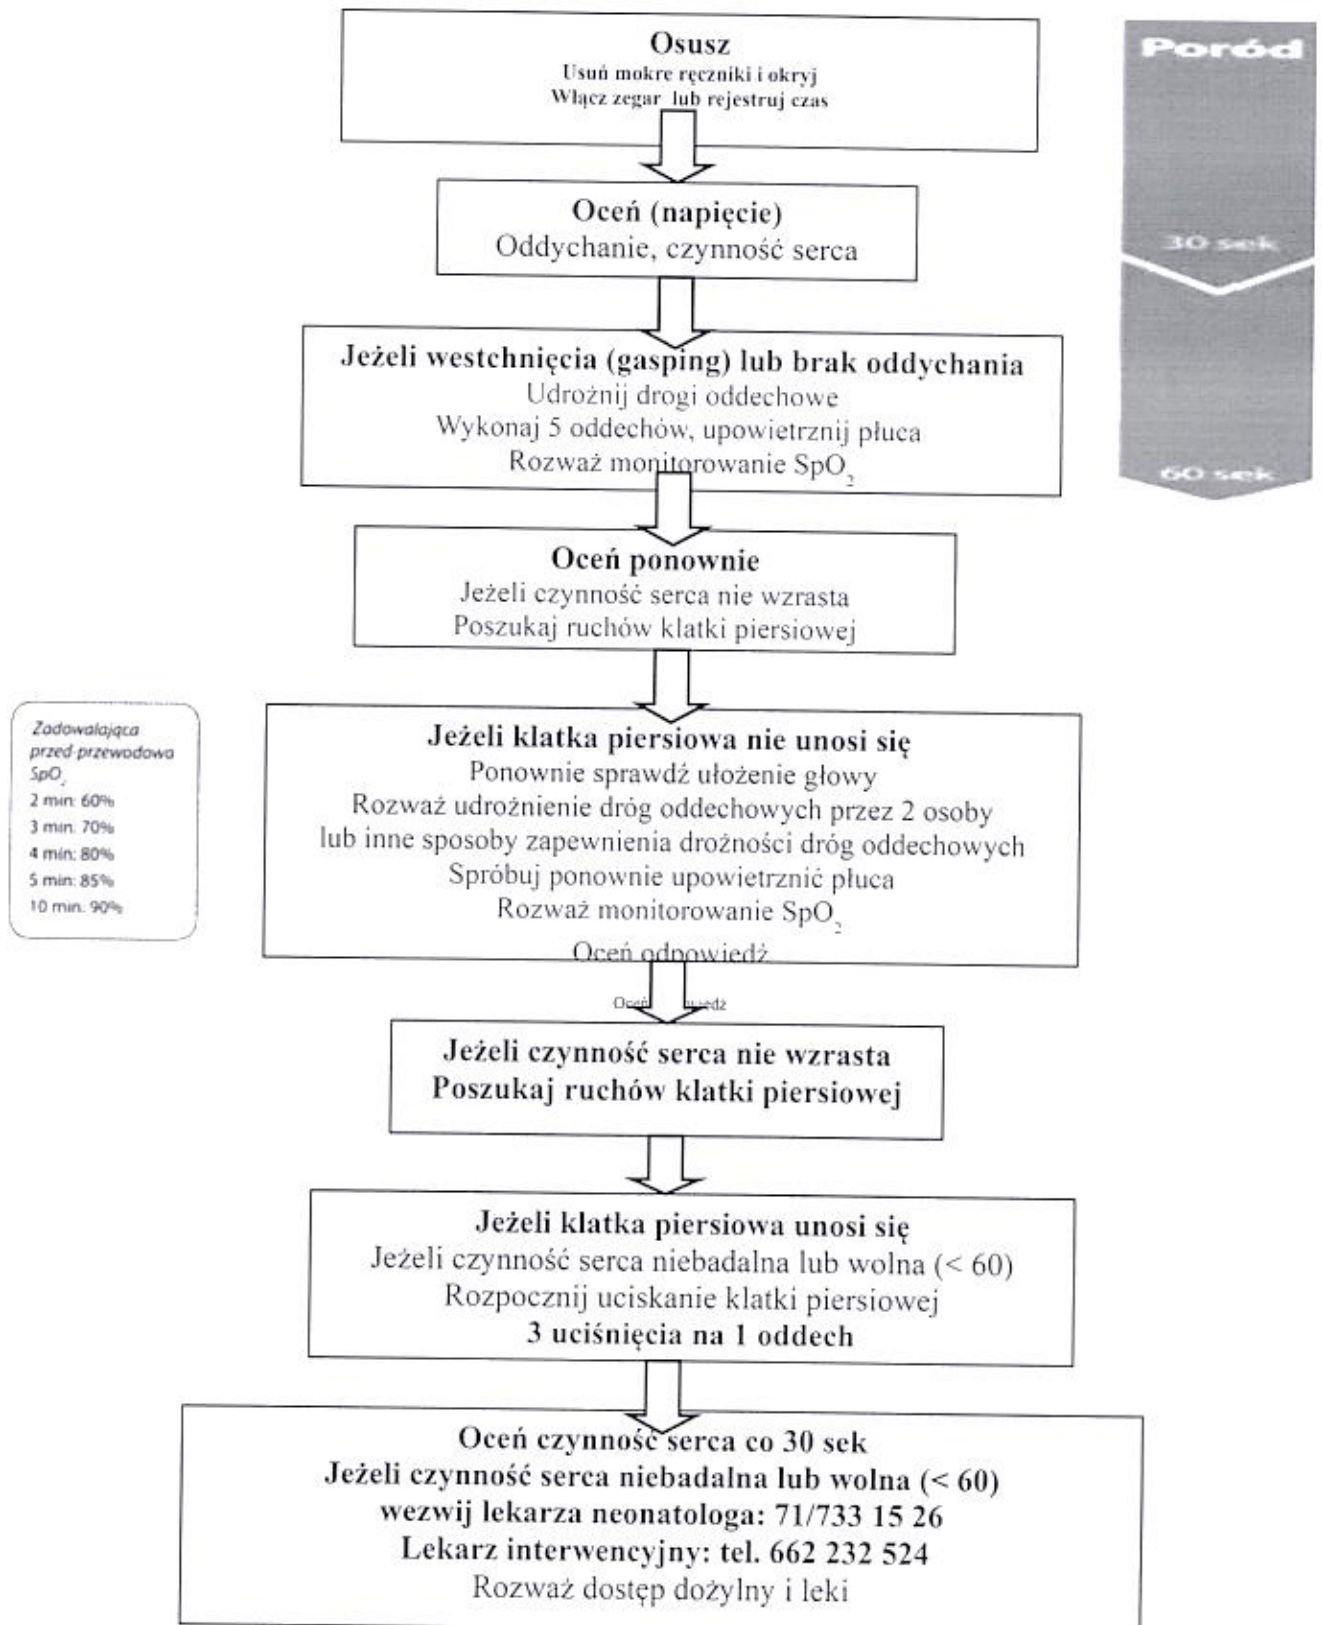 Osusz
Usuń mokre ręczniki i okryj
Włącz zegar lub rejestruj czas
Poród
30 sek
60 sek
Oceń (napięcie)
Oddychanie, czynność serca
Jeżeli westchnięcia (gasping) lub brak oddychania
Udrożnij drogi oddechowe
Wykonaj 5 oddechów, upowietrznij płuca
Rozważ monitorowanie SpO₂
Oceń ponownie
Jeżeli czynność serca nie wzrasta
Poszukaj ruchów klatki piersiowej
Zadowalająca
przed-przewodowa
SpO₂
2 min: 60%
3 min: 70%
4 min: 80%
5 min: 85%
10 min: 90%
Jeżeli klatka piersiowa nie unosi się
Ponownie sprawdź ułożenie głowy
Rozważ udrożnienie dróg oddechowych przez 2 osoby
lub inne sposoby zapewnienia drożności dróg oddechowych
Spróbuj ponownie upowietrznić płuca
Rozważ monitorowanie SpO₂
Oceń odpowiedź
Oceń
Jeżeli czynność serca nie wzrasta
Poszukaj ruchów klatki piersiowej
Jeżeli klatka piersiowa unosi się
Jeżeli czynność serca niebadalna lub wolna (< 60)
Rozpocznij uciskanie klatki piersiowej
3 uciśnięcia na 1 oddech
Oceń czynność serca co 30 sek
Jeżeli czynność serca niebadalna lub wolna (< 60)
wezwij lekarza neonatologa: 71/733 15 26
Lekarz interwencyjny: tel. 662 232 524
Rozważ dostęp dożylny i leki